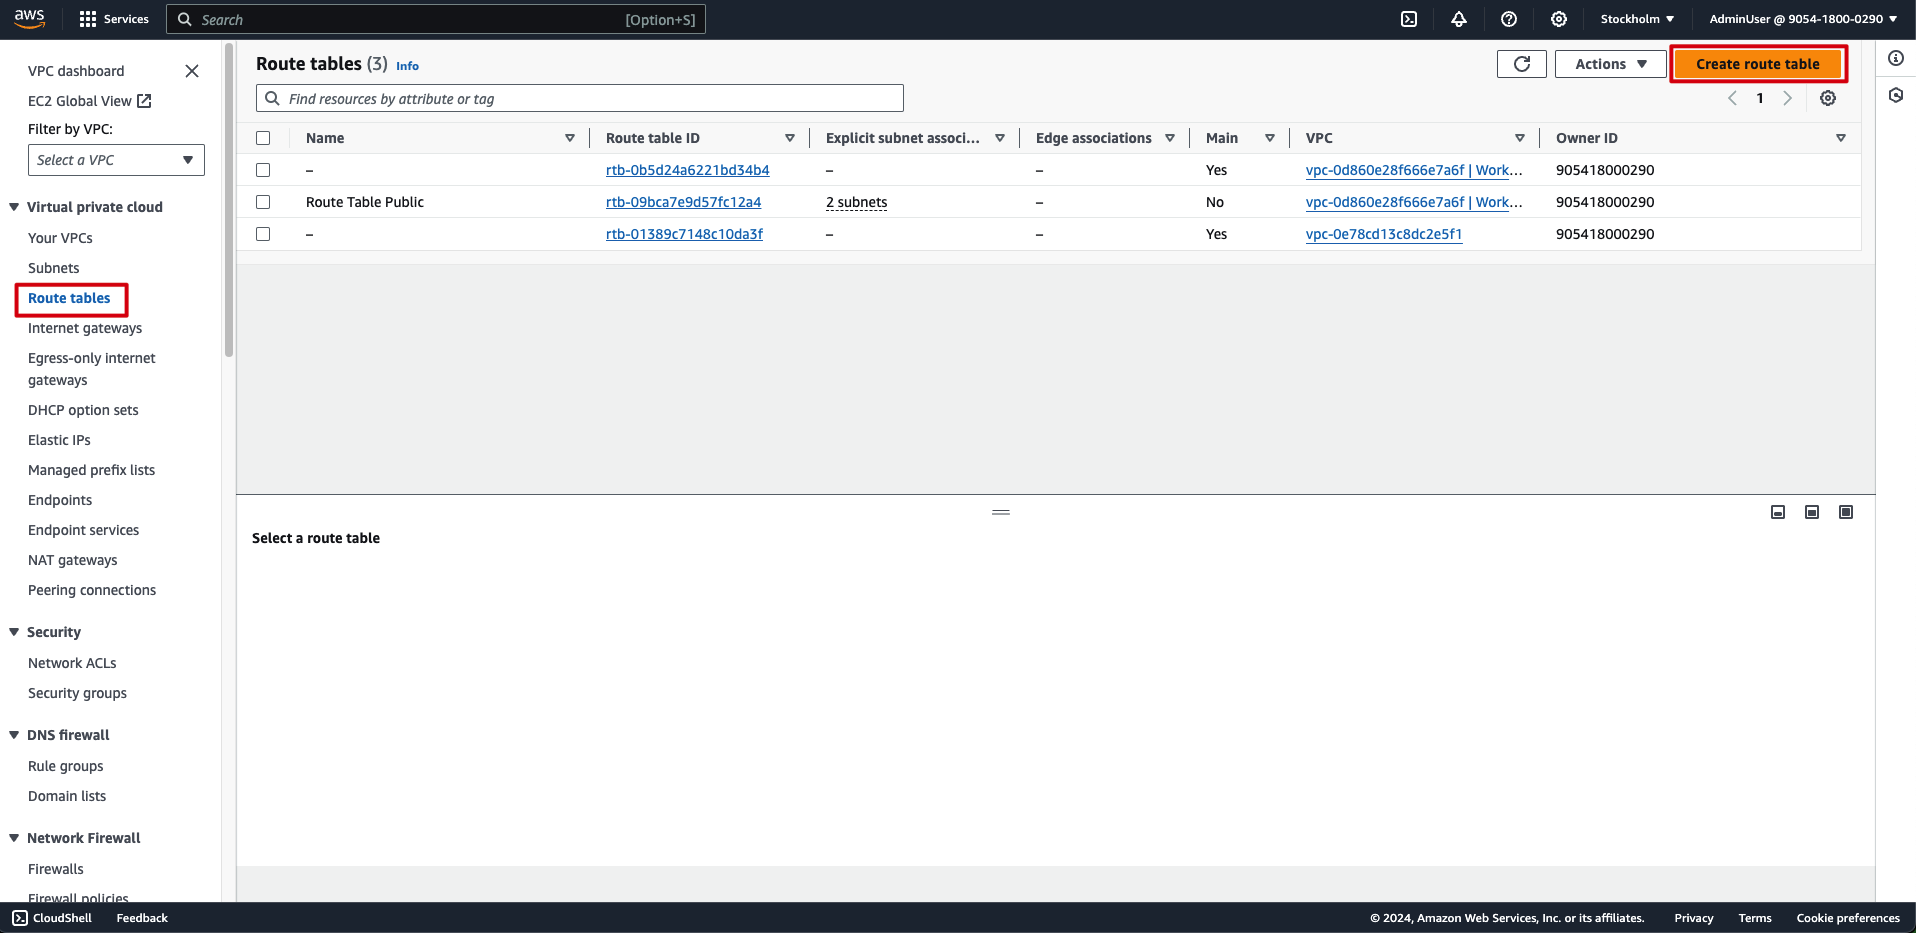 aws
Services
Search
[Option+S]
Stockholm ▼
AdminUser @ 9054-1800-0290 ▼
VPC dashboard
EC2 Global View
Filter by VPC:
Select a VPC
Virtual private cloud
Your VPCs
Subnets
Route tables
Internet gateways
Egress-only internet
gateways
DHCP option sets
Elastic IPs
Managed prefix lists
Endpoints
Endpoint services
NAT gateways
Peering connections
Security
Network ACLs
Security groups
DNS firewall
Rule groups
Domain lists
Network Firewall
Firewalls
Firewall policies
Route tables (3) Info
Actions ▼
Create route table
Find resources by attribute or tag
1
Name Route table ID Explicit subnet associ... Edge associations Main VPC Owner ID
– rtb-0b5d24a6221bd34b4 – – Yes vpc-0d860e28f666e7a6f | Work... 905418000290
Route Table Public rtb-09bca7e9d57fc12a4 2 subnets – No vpc-0d860e28f666e7a6f | Work... 905418000290
– rtb-01389c7148c10da3f – – Yes vpc-0e78cd13c8dc2e5f1 905418000290
Select a route table
CloudShell
Feedback
© 2024, Amazon Web Services, Inc. or its affiliates.
Privacy
Terms
Cookie preferences